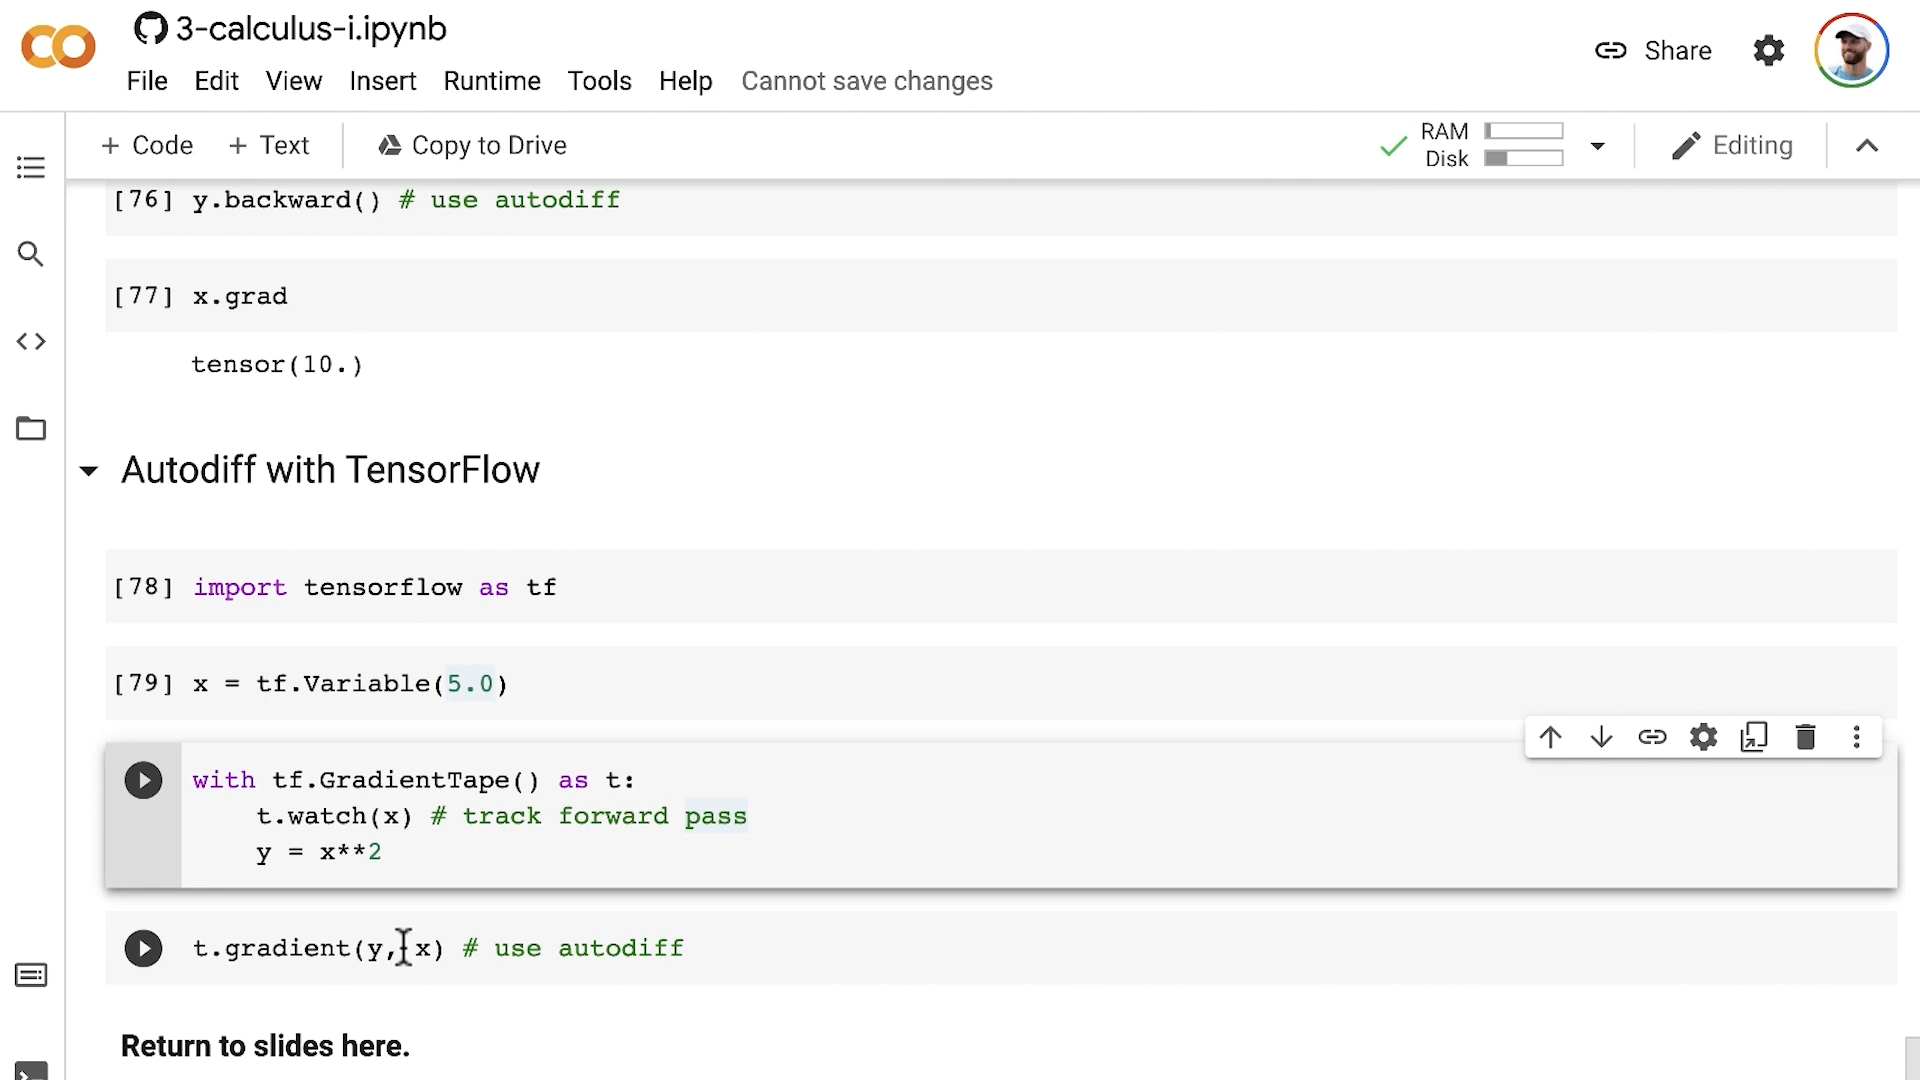 3-calculus-i.ipynb
File Edit View Insert Runtime Tools Help Cannot save changes
Share
+ Code + Text Copy to Drive
RAM
Disk
Editing
[76] y.backward() # use autodiff
[77] x.grad
tensor(10.)
Autodiff with TensorFlow
[78] import tensorflow as tf
[79] x = tf.Variable(5.0)
with tf.GradientTape() as t:
t.watch(x) # track forward pass
y = x**2
t.gradient(y, x) # use autodiff
Return to slides here.